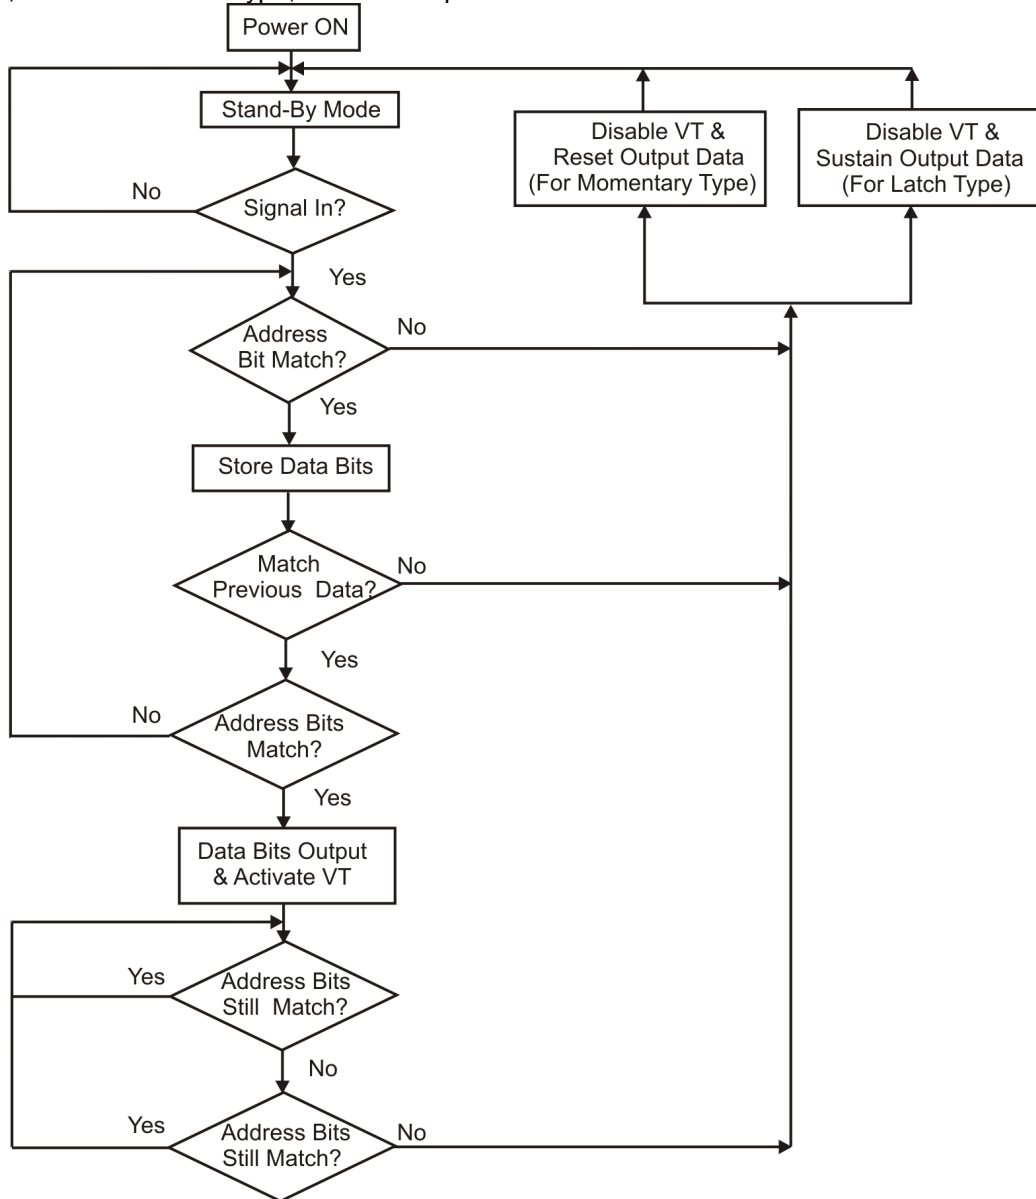 Power ON
Stand-By Mode
Disable VT &
Reset Output Data
(For Momentary Type)
Disable VT &
Sustain Output Data
(For Latch Type)
No
Signal In?
Yes
Address
Bit Match?
No
Yes
Store Data Bits
Match
Previous Data?
No
Yes
No
Address Bits
Match?
Yes
Data Bits Output
& Activate VT
Yes
Address Bits
Still Match?
No
Yes
Address Bits
Still Match?
No